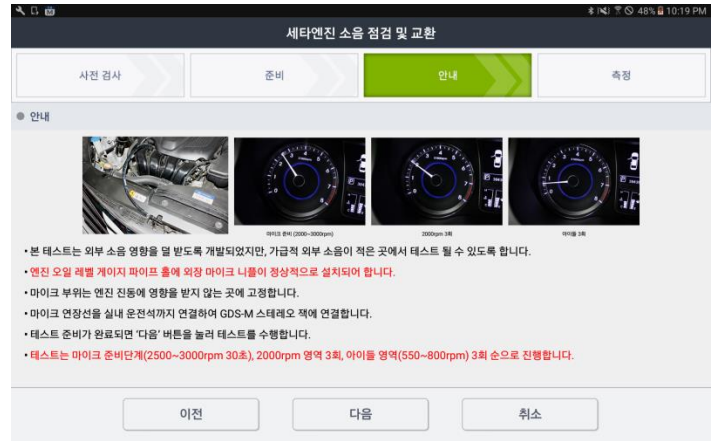 48% 10:19 PM
세타엔진 소음 점검 및 교환
사전 검사
준비
안내
측정
안내
마이크 준비 (2000~3000rpm)
2000rpm 3회
아이들 3회
• 본 테스트는 외부 소음 영향을 덜 받도록 개발되었지만, 가급적 외부 소음이 적은 곳에서 테스트 될 수 있도록 합니다.
• 엔진 오일 레벨 게이지 파이프 홀에 외장 마이크 니플이 정상적으로 설치되어 합니다.
• 마이크 부위는 엔진 진동에 영향을 받지 않는 곳에 고정합니다.
• 마이크 연장선을 실내 운전석까지 연결하여 GDS-M 스테레오 잭에 연결합니다.
• 테스트 준비가 완료되면 '다음' 버튼을 눌러 테스트를 수행합니다.
• 테스트는 마이크 준비단계(2500~3000rpm 30초), 2000rpm 영역 3회, 아이들 영역(550~800rpm) 3회 순으로 진행합니다.
이전
다음
취소